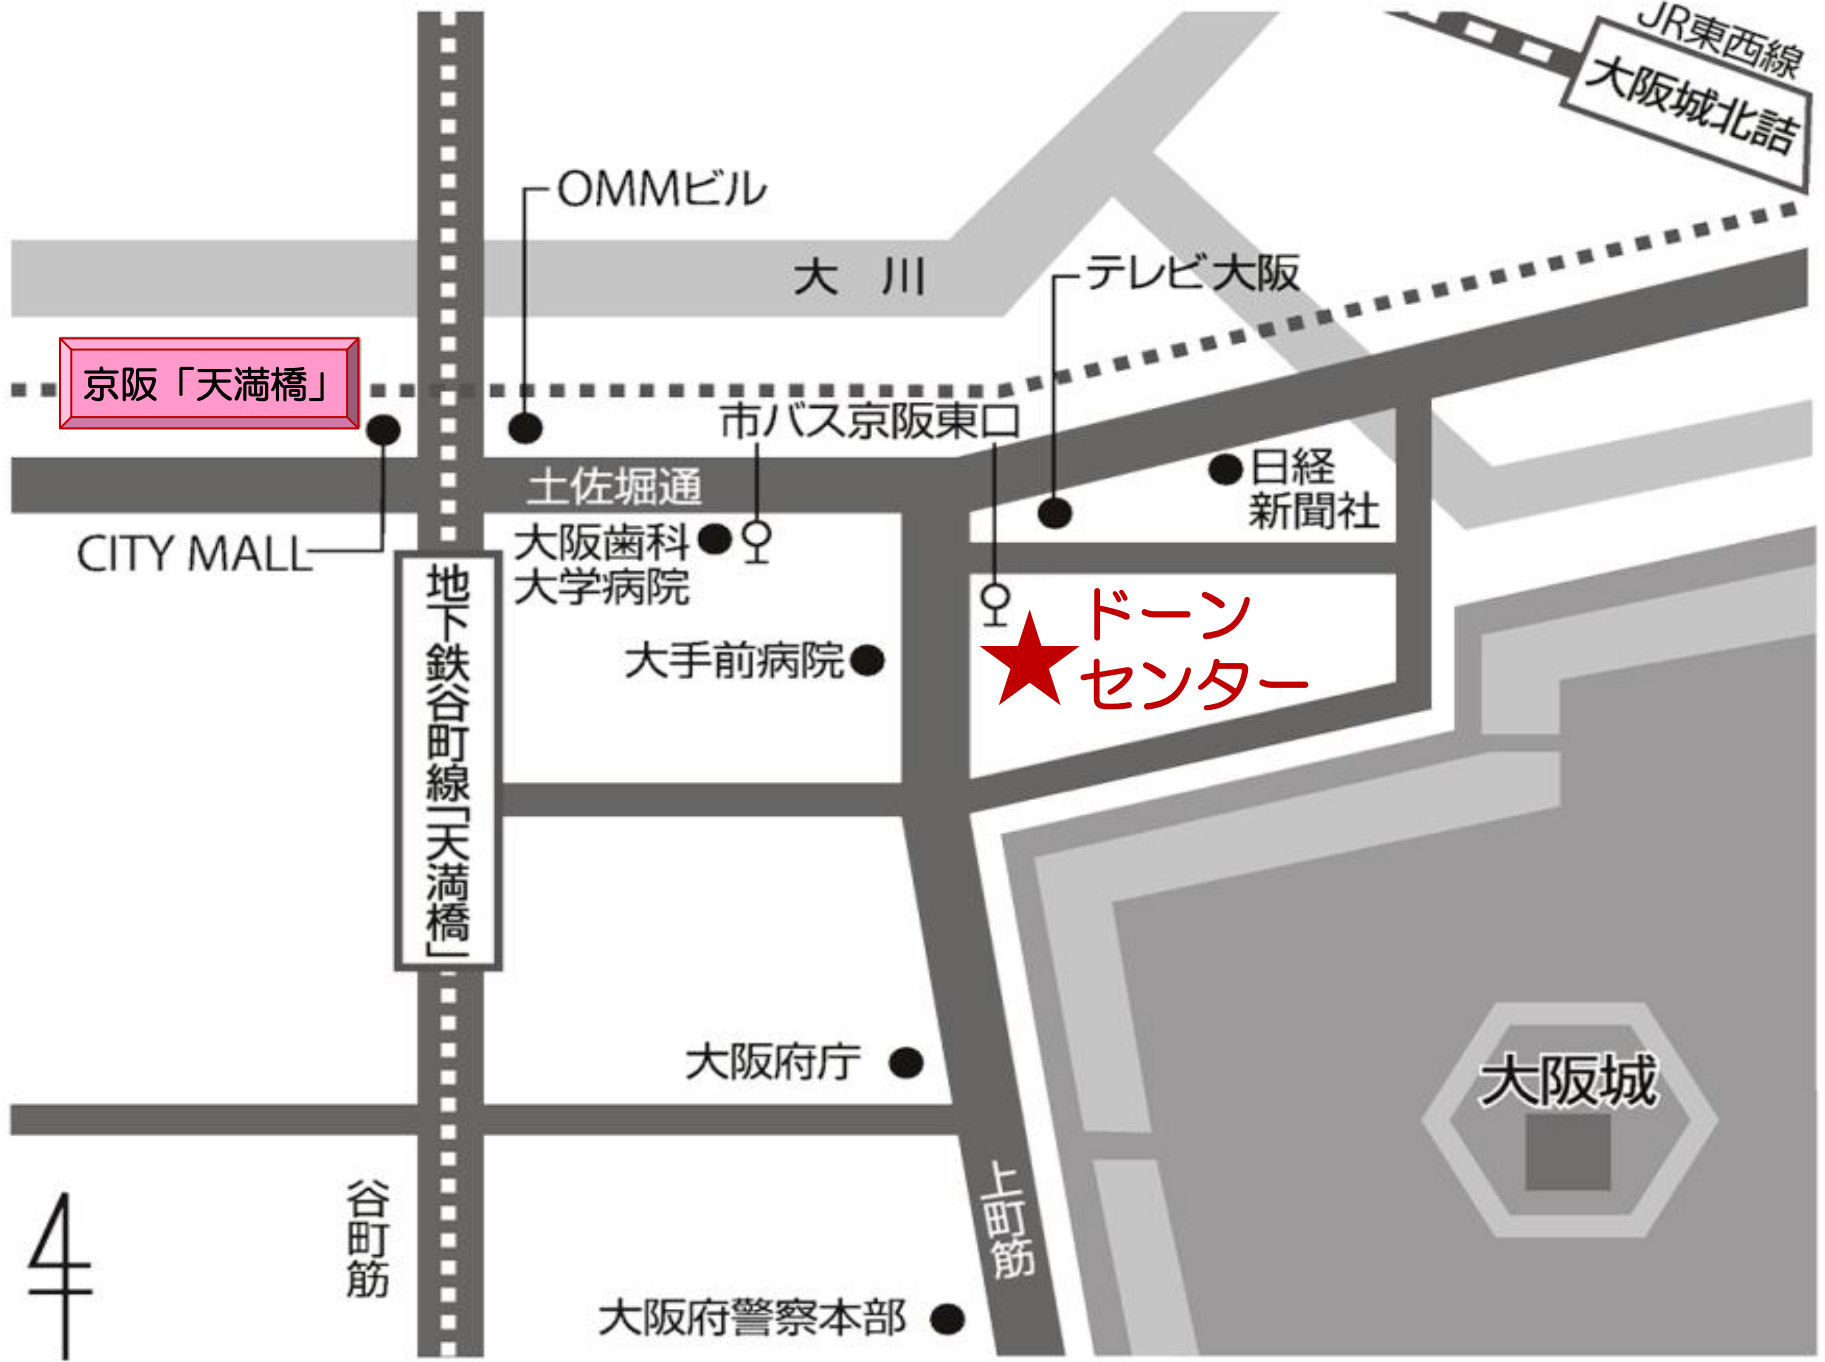 JR東西線
大阪城北詰
OMMビル
大 川
テレビ大阪
京阪「天満橋」
市バス京阪東口
土佐堀通
日経
新聞社
CITY MALL
大阪歯科
大学病院
地下鉄谷町線「天満橋」
ドーン
センター
大手前病院
大阪府庁
大阪城
谷町筋
上町筋
大阪府警察本部